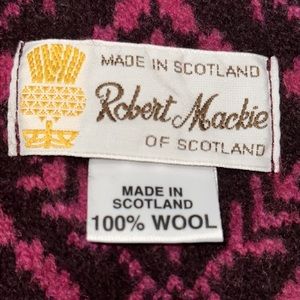 MADE IN SCOTLAND
Robert Mackie
OF SCOTLAND
MADE IN
SCOTLAND
100% WOOL